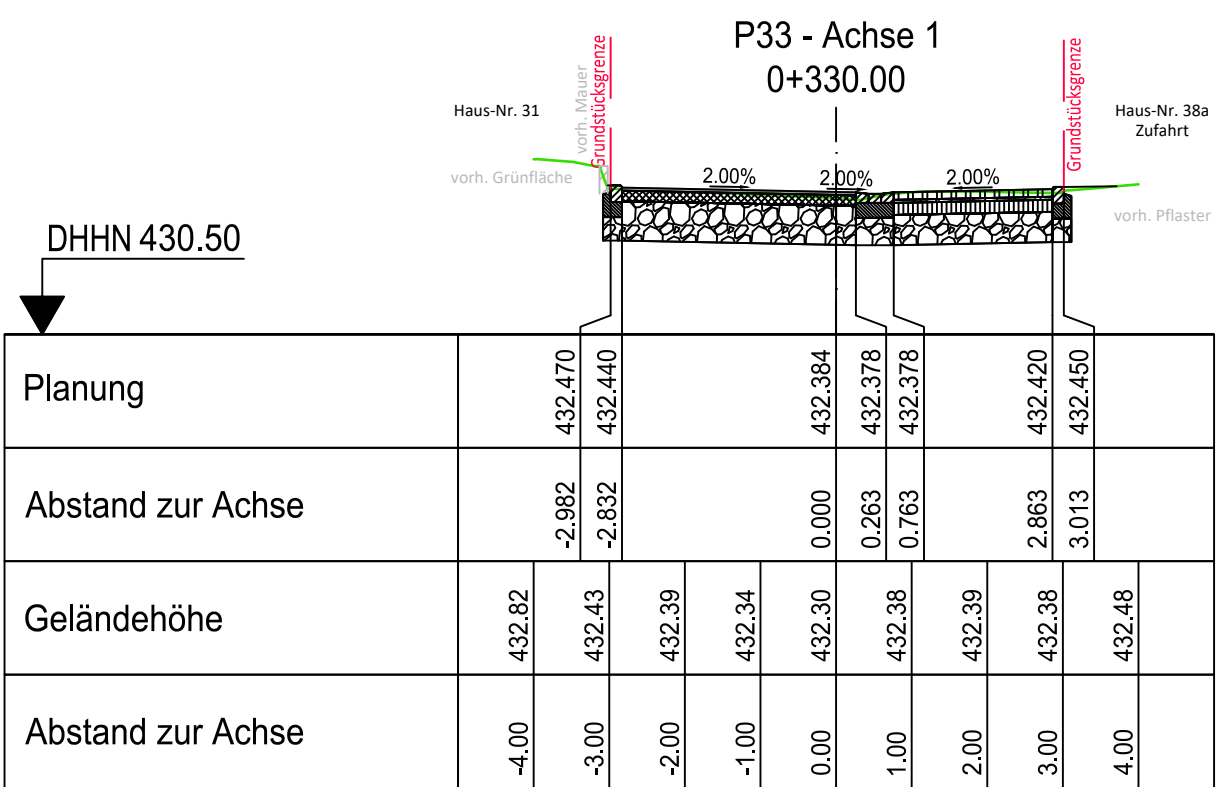 P33 - Achse 1
0+330.00
Haus-Nr. 31
vorh. Mauer
Grundstücksgrenze
Grundstücksgrenze
Haus-Nr. 38a
Zufahrt
vorh. Grünfläche
2.00%
2.00%
2.00%
vorh. Pflaster
DHHN 430.50
Planung 432.470 432.440 432.384 432.378 432.378 432.420 432.450
Abstand zur Achse -2.982 -2.832 0.000 0.263 0.763 2.863 3.013
Geländehöhe 432.82 432.43 432.39 432.34 432.30 432.38 432.39 432.38 432.48
Abstand zur Achse -4.00 -3.00 -2.00 -1.00 0.00 1.00 2.00 3.00 4.00